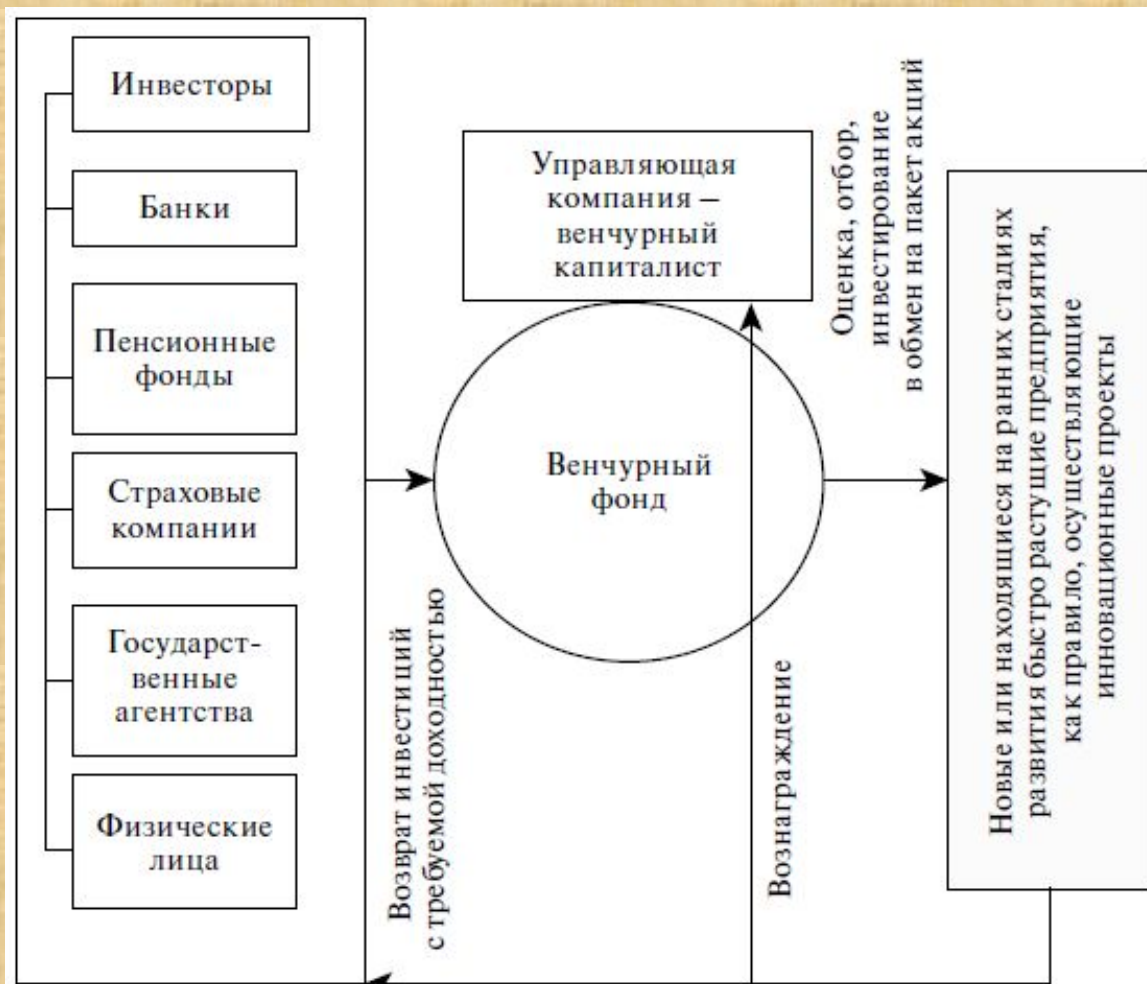 Инвесторы
Банки
Пенсионные
фонды
Страховые
компании
Государст-
венные
агентства
Физические
лица
Возврат инвестиций
с требуемой доходностью
Управляющая
компания –
венчурный
капиталист
Венчурный
фонд
Вознаграждение
Оценка, отбор,
инвестирование
в обмен на пакет акций
Новые или находящиеся на ранних стадиях
развития быстро растущие предприятия,
как правило, осуществляющие
инновационные проекты